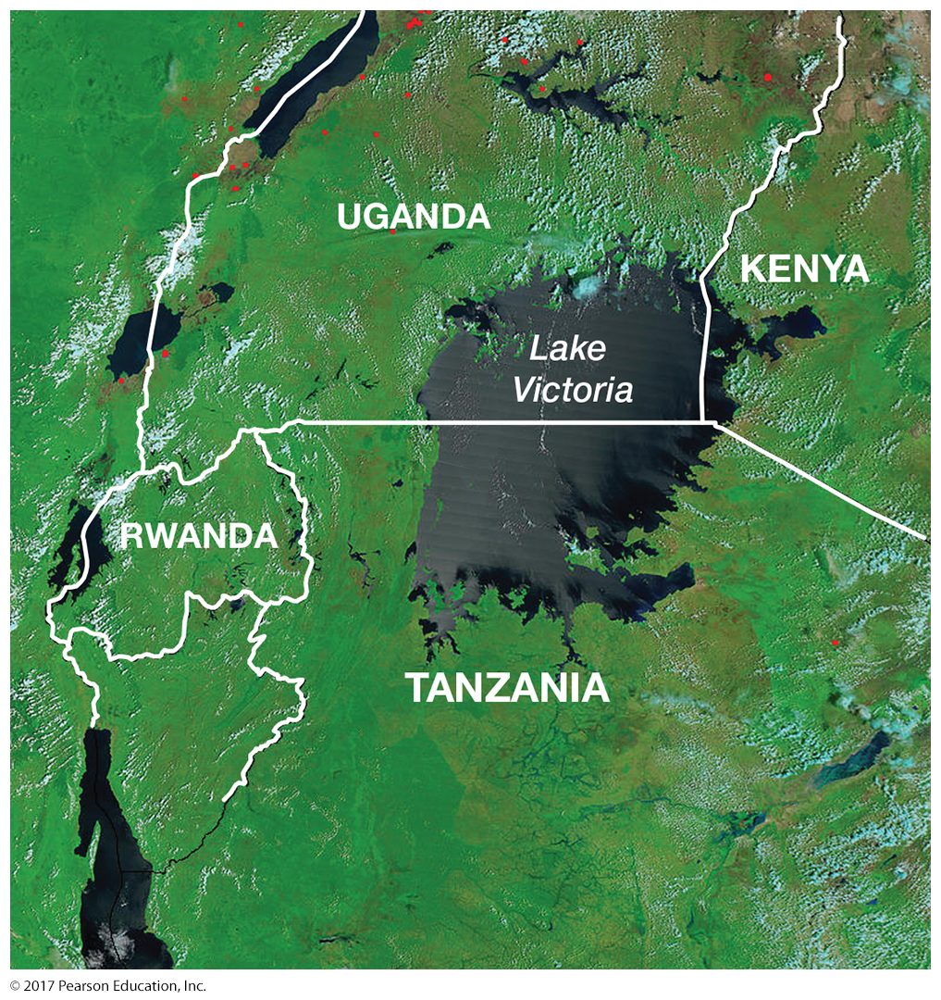 UGANDA
KENYA
Lake
Victoria
RWANDA
TANZANIA
© 2017 Pearson Education, Inc.